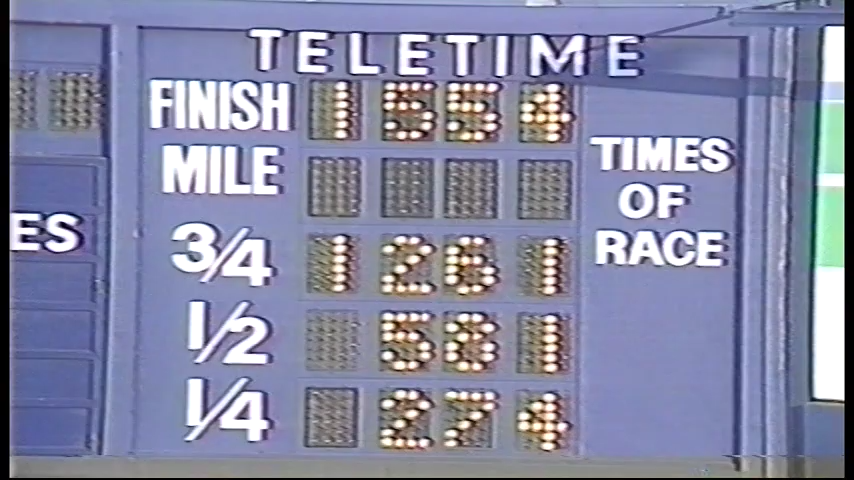 TELETIME
FINISH 1 55 4
MILE
3/4 1 26 1
1/2 58 1
1/4 27 4
TIMES
OF
RACE
ES